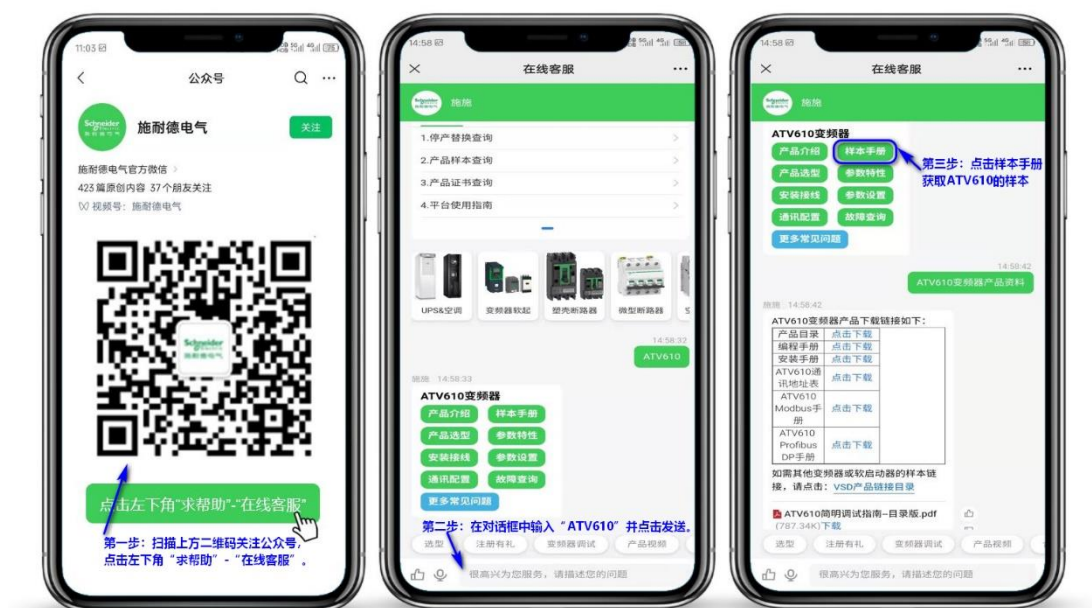 11:03
公众号
Schneider Electric
施耐德电气
施耐德电气
关注
施耐德电气官方微信
423篇原创内容 37个朋友关注
视频号：施耐德电气
Schneider Electric
施耐德电气
点击左下角“求帮助”-“在线客服”
第一步：扫描上方二维码关注公众号，
点击左下角“求帮助”-“在线客服”。
14:58
在线客服
施施
1.停产替换查询
2.产品样本查询
3.产品证书查询
4.平台使用指南
UPS&空调
变频器软起
塑壳断路器
微型断路器
14:58:32
ATV610
施施 14:58:33
ATV610变频器
产品介绍 样本手册
产品选型 参数特性
安装接线 参数设置
通讯配置 故障查询
更多常见问题
第二步：在对话框中输入“ATV610”并点击发送。
选型 注册有礼 变频器调试 产品视频
很高兴为您服务，请描述您的问题
14:58
在线客服
施施
ATV610变频器
产品介绍 样本手册
产品选型 参数特性
安装接线 参数设置
通讯配置 故障查询
更多常见问题
第三步：点击样本手册
获取ATV610的样本
14:58:42
ATV610变频器产品资料
施施 14:58:42
ATV610变频器产品下载链接如下：
产品目录 点击下载
编程手册 点击下载
安装手册 点击下载
ATV610通
讯地址表 点击下载
ATV610
Modbus手 点击下载
册
ATV610
Profibus 点击下载
DP手册
如需其他变频器或软启动器的样本链
接，请点击：VSD产品链接目录
ATV610简明调试指南-目录版.pdf
(787.34K)下载
选型 注册有礼 变频器调试 产品视频
很高兴为您服务，请描述您的问题